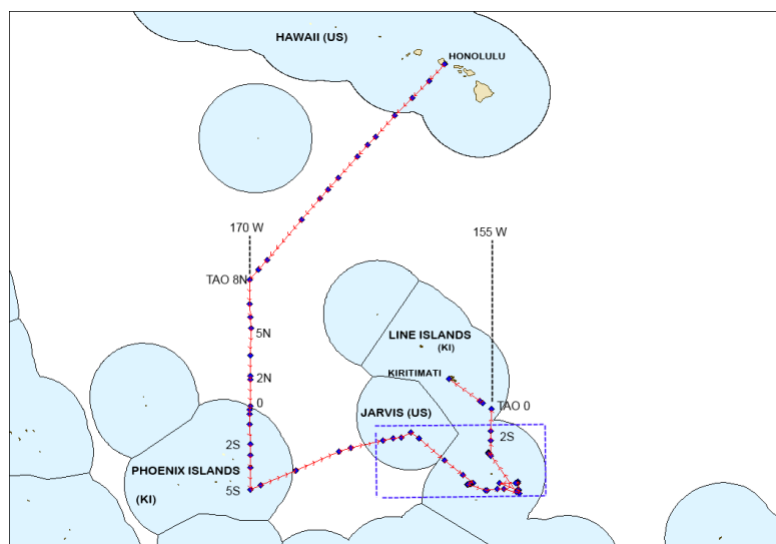 HAWAII (US)
HONOLULU
170 W
155 W
TAO 8N
5N
LINE ISLANDS
(KI)
2N
KIRITIMATI
0
TAO 0
JARVIS (US)
2S
2S
PHOENIX ISLANDS
5S
(KI)